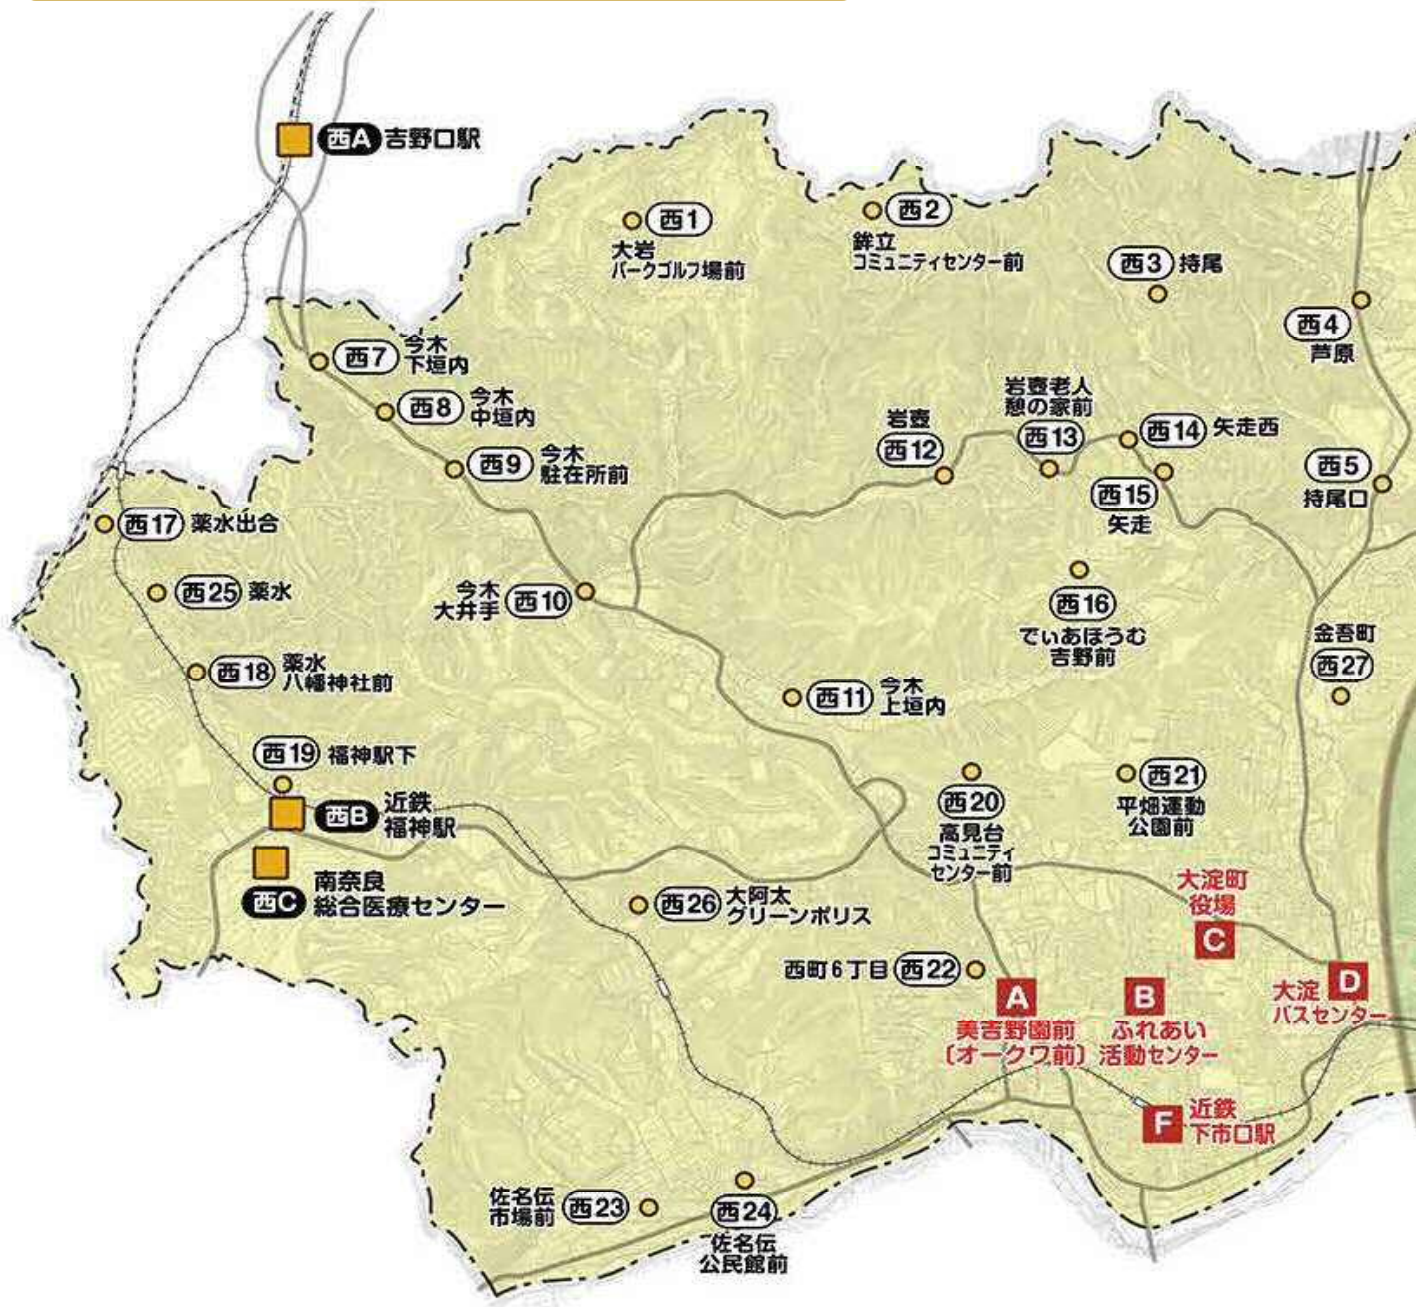 西A 吉野口駅
西1
大岩
パークゴルフ場前
西2
鉾立
コミュニティセンター前
西3 持尾
西4
芦原
西7 今木
下垣内
西8 今木
中垣内
西9 今木
駐在所前
岩壺
西12
岩壺老人
憩の家前
西13
西14 矢走西
西15
矢走
西5
持尾口
西17 薬水出合
西25 薬水
今木
大井手 西10
西16
でぃあほうむ
吉野前
金吾町
西27
西18 薬水
八幡神社前
西11 今木
上垣内
西19 福神駅下
西B 近鉄
福神駅
西20
高見台
コミュニティ
センター前
西21
平畑運動
公園前
西C 南奈良
総合医療センター
西26 大阿太
グリーンポリス
大淀町
役場
C
西町6丁目 西22
A
美吉野園前
(オークワ前)
B
ふれあい
活動センター
大淀 D
バスセンター
F 近鉄
下市口駅
佐名伝
市場前 西23
西24
佐名伝
公民館前